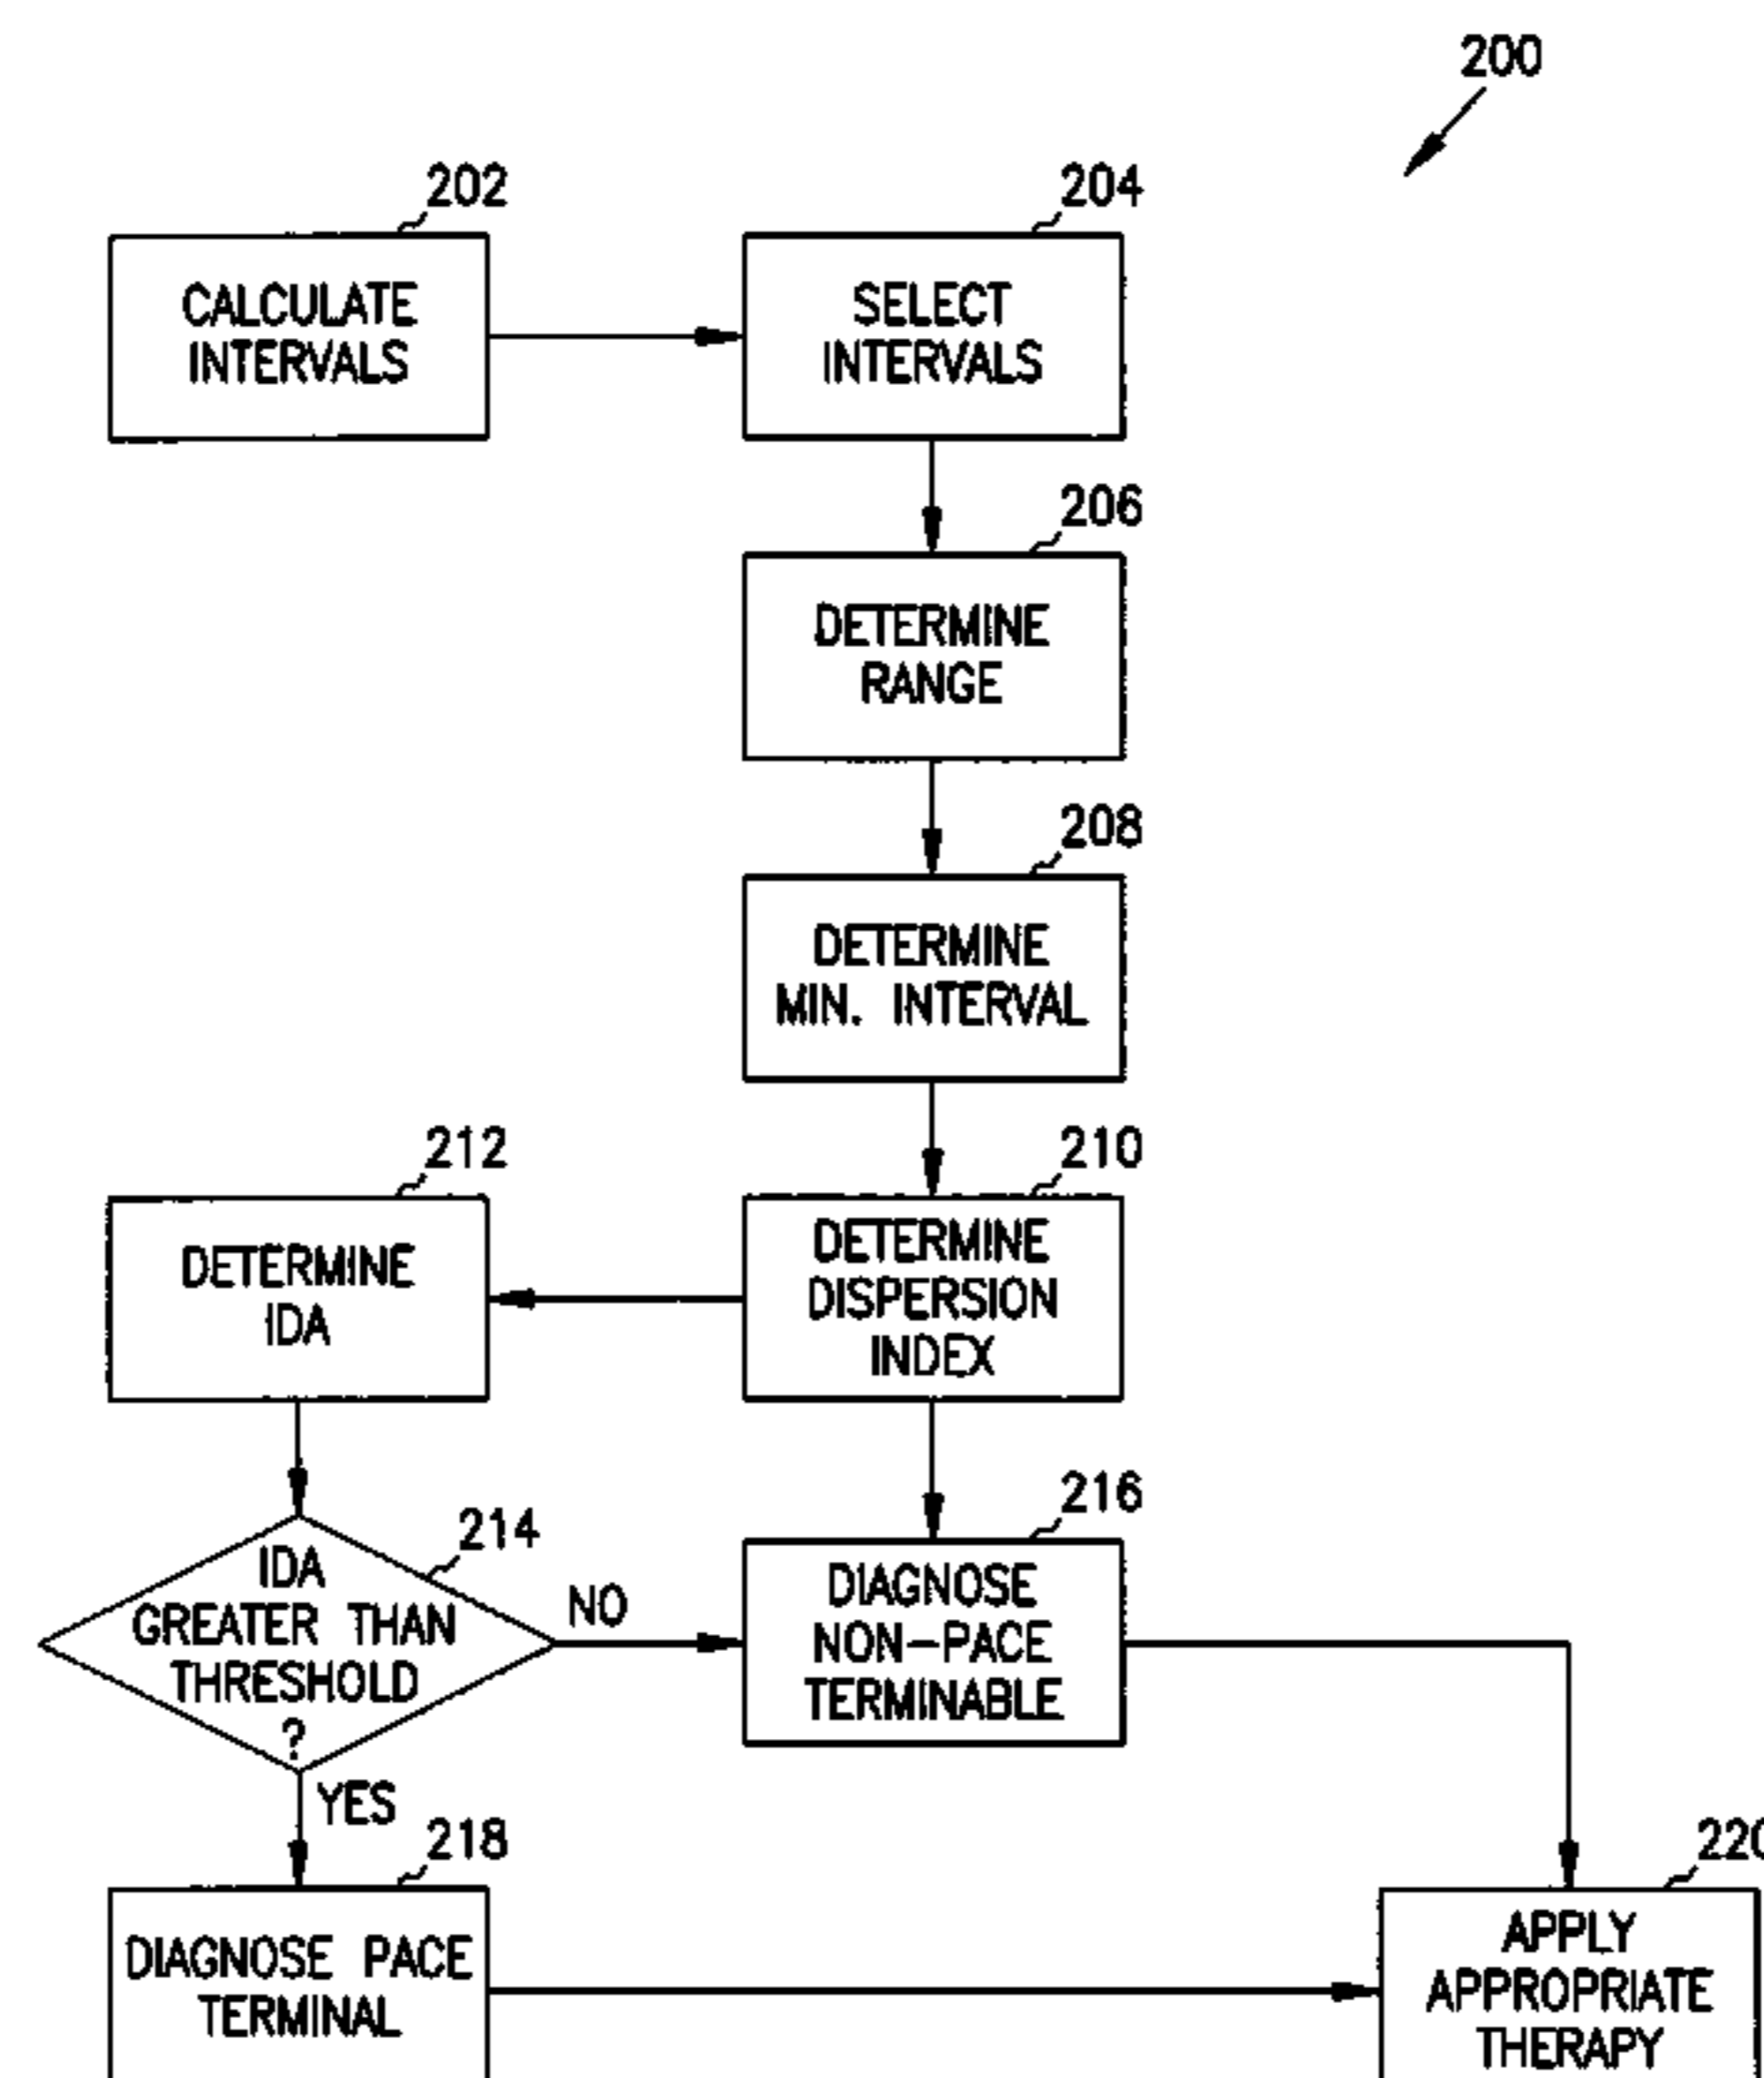 200
202
CALCULATE
INTERVALS
204
SELECT
INTERVALS
206
DETERMINE
RANGE
208
DETERMINE
MIN. INTERVAL
210
DETERMINE
DISPERSION
INDEX
212
DETERMINE
IDA
214
IDA
GREATER THAN
THRESHOLD
?
NO
YES
216
DIAGNOSE
NON-PACE
TERMINABLE
218
DIAGNOSE PACE
TERMINAL
220
APPLY
APPROPRIATE
THERAPY